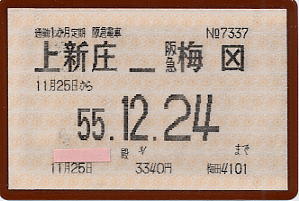 通勤1か月定期 阪急電車 №7337
上新庄 — 阪急梅田
11月25日から
55.12.24
殿 まで
11月25日 3340円 梅田4101